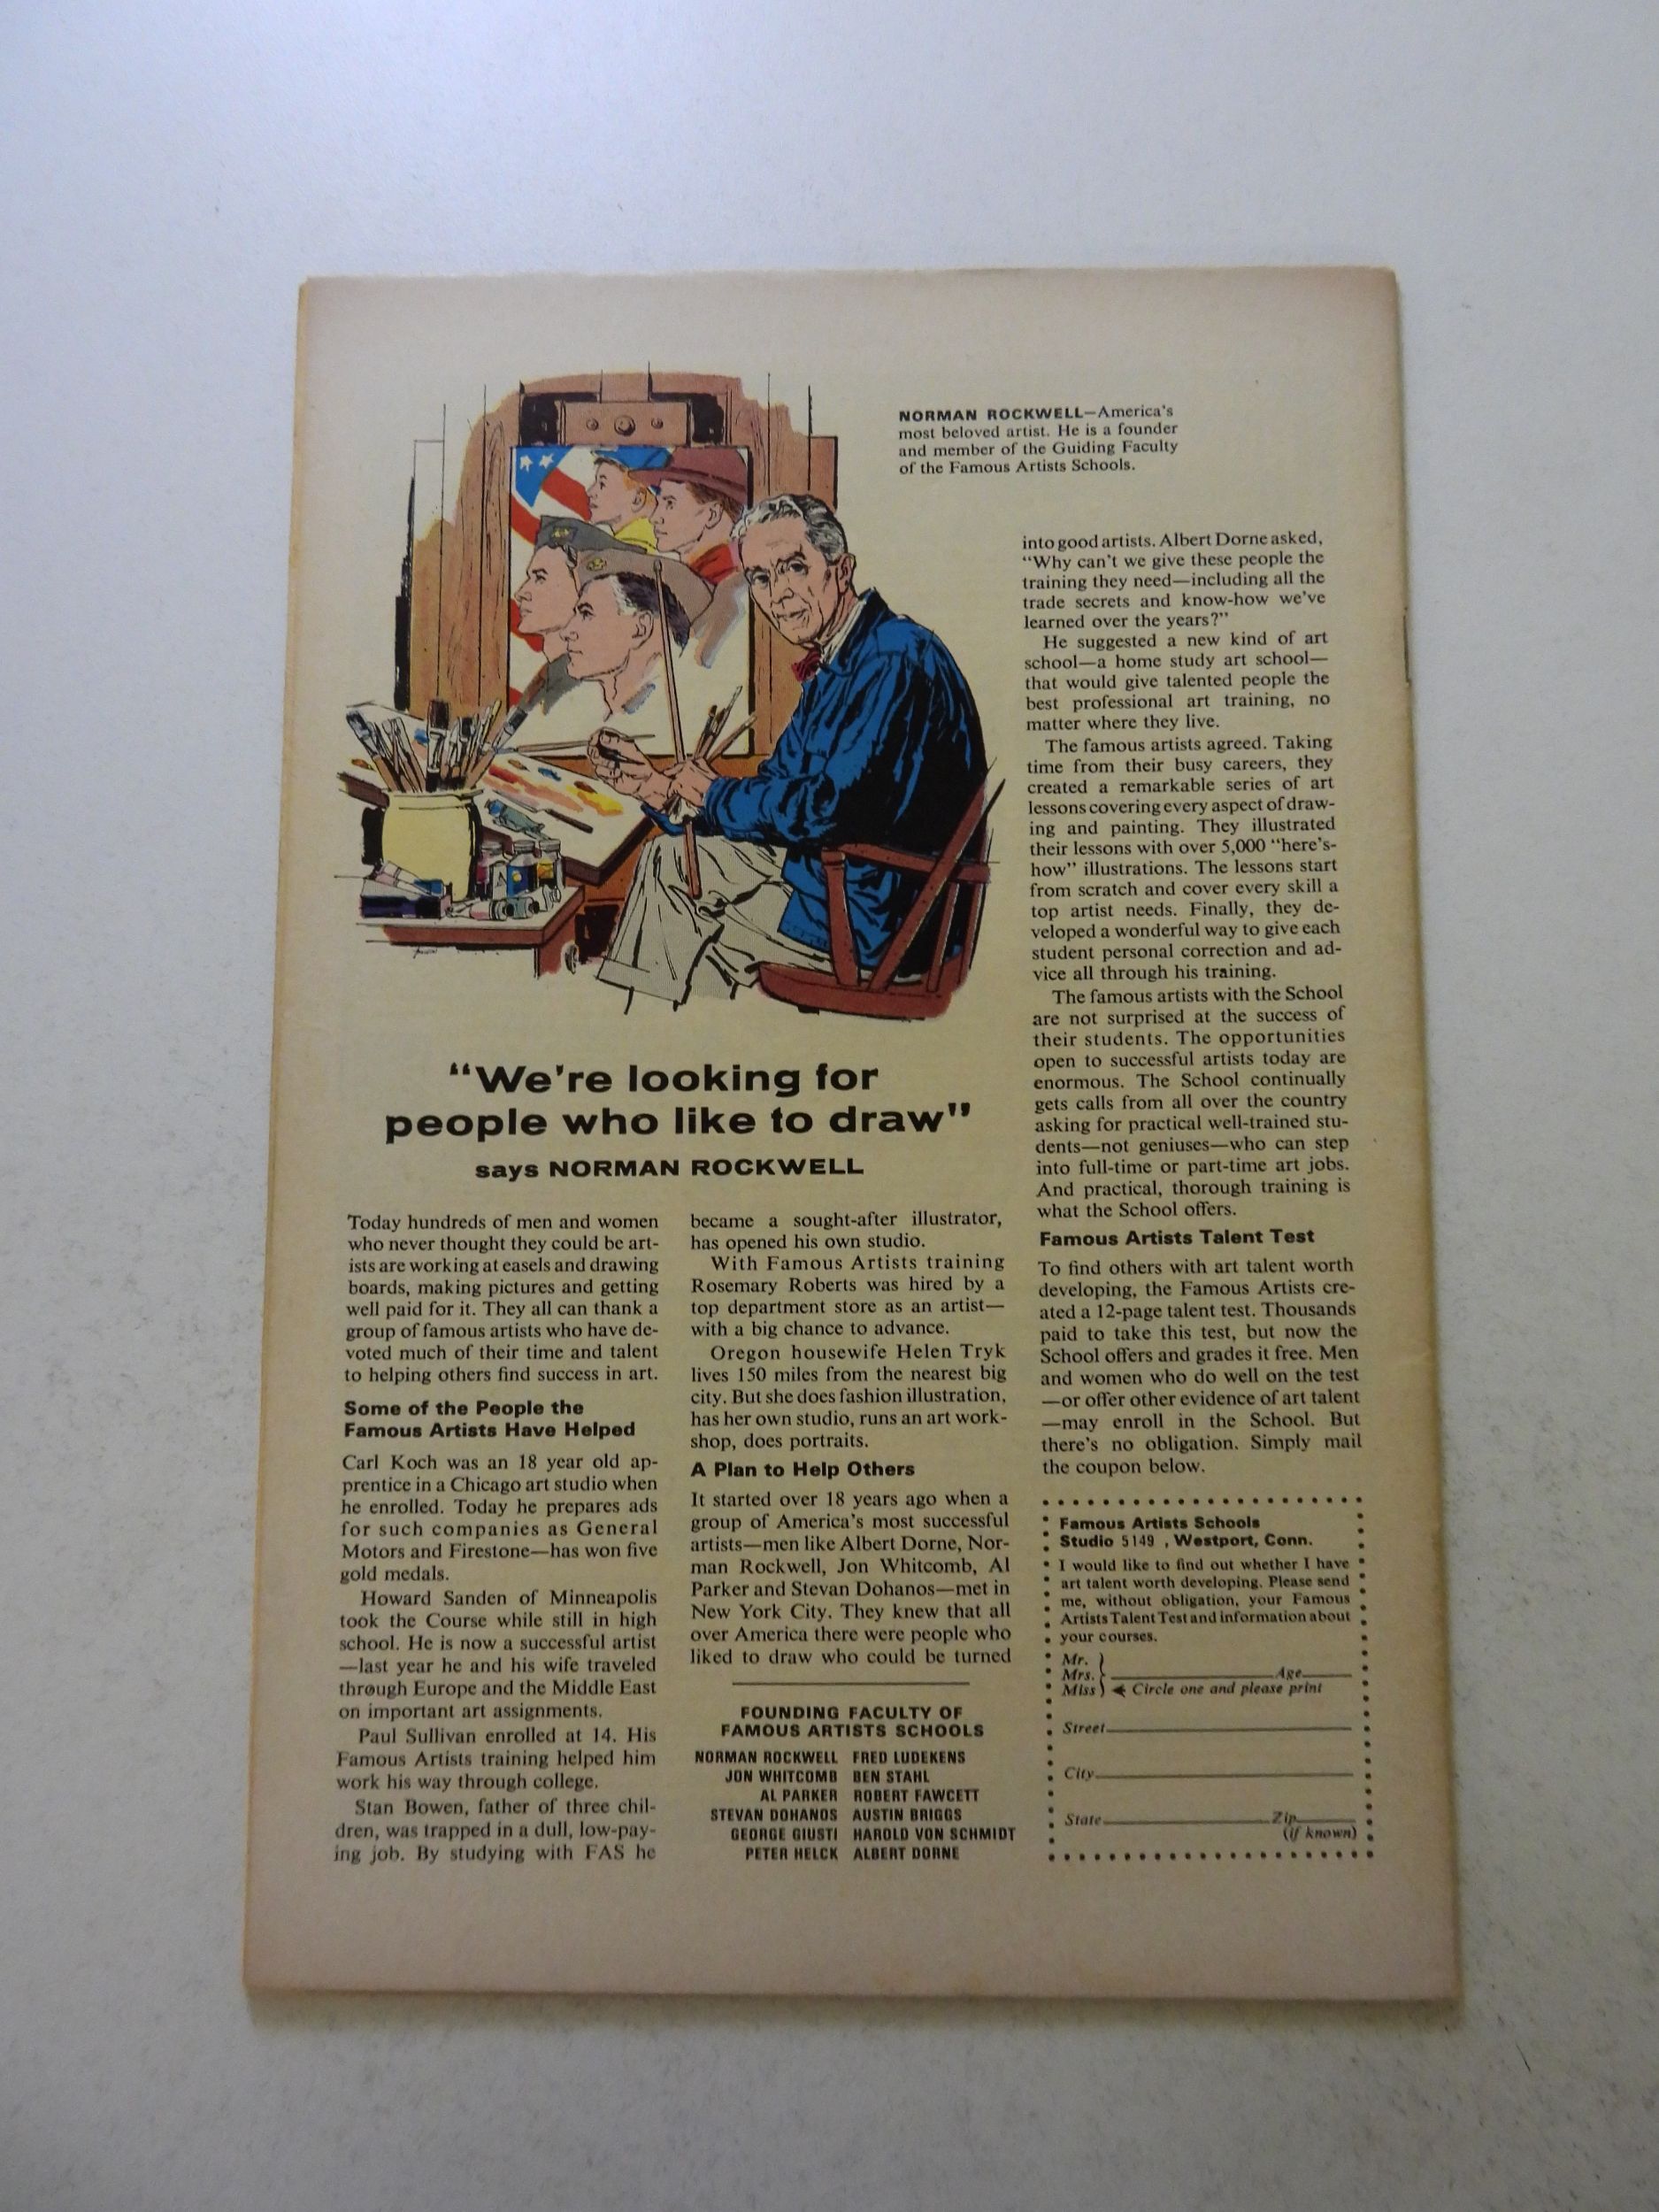 NORMAN ROCKWELL—America's
most beloved artist. He is a founder
and member of the Guiding Faculty
of the Famous Artists Schools.
"We're looking for
people who like to draw"
says NORMAN ROCKWELL
Today hundreds of men and women
who never thought they could be art-
ists are working at easels and drawing
boards, making pictures and getting
well paid for it. They all can thank a
group of famous artists who have de-
voted much of their time and talent
to helping others find success in art.
Some of the People the
Famous Artists Have Helped
Carl Koch was an 18 year old ap-
prentice in a Chicago art studio when
he enrolled. Today he prepares ads
for such companies as General
Motors and Firestone—has won five
gold medals.
Howard Sanden of Minneapolis
took the Course while still in high
school. He is now a successful artist
—last year he and his wife traveled
through Europe and the Middle East
on important art assignments.
Paul Sullivan enrolled at 14. His
Famous Artists training helped him
work his way through college.
Stan Bowen, father of three chil-
dren, was trapped in a dull, low-pay-
ing job. By studying with FAS he
became a sought-after illustrator,
has opened his own studio.
With Famous Artists training
Rosemary Roberts was hired by a
top department store as an artist—
with a big chance to advance.
Oregon housewife Helen Tryk
lives 150 miles from the nearest big
city. But she does fashion illustration,
has her own studio, runs an art work-
shop, does portraits.
A Plan to Help Others
It started over 18 years ago when a
group of America's most successful
artists—men like Albert Dorne, Nor-
man Rockwell, Jon Whitcomb, Al
Parker and Stevan Dohanos—met in
New York City. They knew that all
over America there were people who
liked to draw who could be turned
FOUNDING FACULTY OF
FAMOUS ARTISTS SCHOOLS
NORMAN ROCKWELL FRED LUDEKENS
JON WHITCOMB BEN STAHL
AL PARKER ROBERT FAWCETT
STEVAN DOHANOS AUSTIN BRIGGS
GEORGE GIUSTI HAROLD VON SCHMIDT
PETER HELCK ALBERT DORNE
into good artists. Albert Dorne asked,
"Why can't we give these people the
training they need—including all the
trade secrets and know-how we've
learned over the years?"
He suggested a new kind of art
school—a home study art school—
that would give talented people the
best professional art training, no
matter where they live.
The famous artists agreed. Taking
time from their busy careers, they
created a remarkable series of art
lessons covering every aspect of draw-
ing and painting. They illustrated
their lessons with over 5,000 "here's-
how" illustrations. The lessons start
from scratch and cover every skill a
top artist needs. Finally, they de-
veloped a wonderful way to give each
student personal correction and ad-
vice all through his training.
The famous artists with the School
are not surprised at the success of
their students. The opportunities
open to successful artists today are
enormous. The School continually
gets calls from all over the country
asking for practical well-trained stu-
dents—not geniuses—who can step
into full-time or part-time art jobs.
And practical, thorough training is
what the School offers.
Famous Artists Talent Test
To find others with art talent worth
developing, the Famous Artists cre-
ated a 12-page talent test. Thousands
paid to take this test, but now the
School offers and grades it free. Men
and women who do well on the test
—or offer other evidence of art talent
—may enroll in the School. But
there's no obligation. Simply mail
the coupon below.
Famous Artists Schools
Studio 5149 , Westport, Conn.
I would like to find out whether I have
art talent worth developing. Please send
me, without obligation, your Famous
Artists Talent Test and information about
your courses.
Mr.
Mrs. Age
Miss Circle one and please print
Street
City
State Zip
(if known)